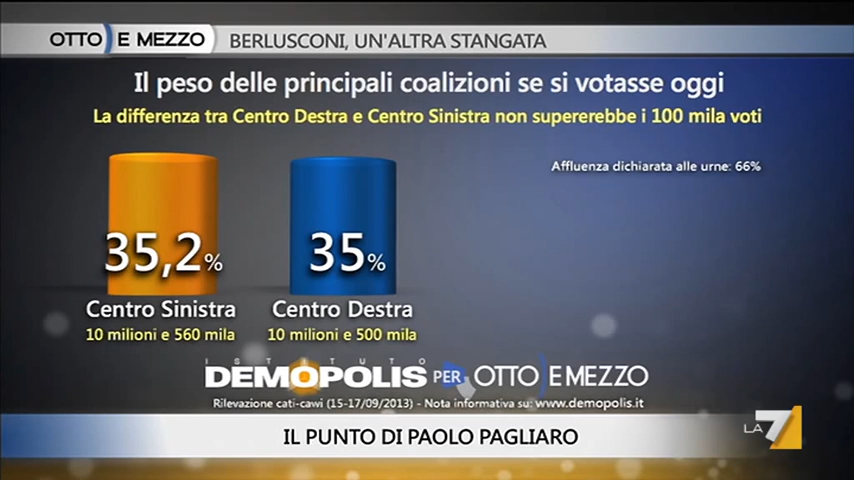 OTTO E MEZZO BERLUSCONI, UN'ALTRA STANGATA
Il peso delle principali coalizioni se si votasse oggi
La differenza tra Centro Destra e Centro Sinistra non supererebbe i 100 mila voti
Affluenza dichiarata alle urne: 66%
35,2% 35%
Centro Sinistra Centro Destra
10 milioni e 560 mila 10 milioni e 500 mila
ISTITUTO
DEMOPOLIS PER OTTO E MEZZO
Rilevazione cati-cawi (15-17/09/2013) - Nota informativa su: www.demopolis.it
IL PUNTO DI PAOLO PAGLIARO
LA7